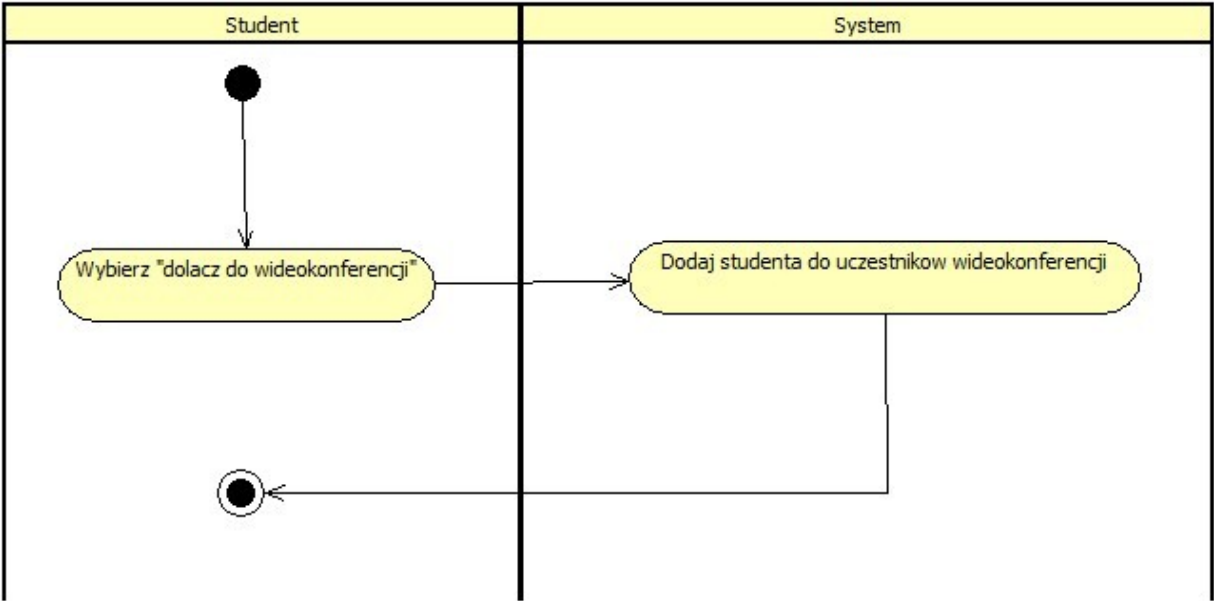 Student
System
Wybierz "dolacz do wideokonferencji"
Dodaj studenta do uczestnikow wideokonferencji